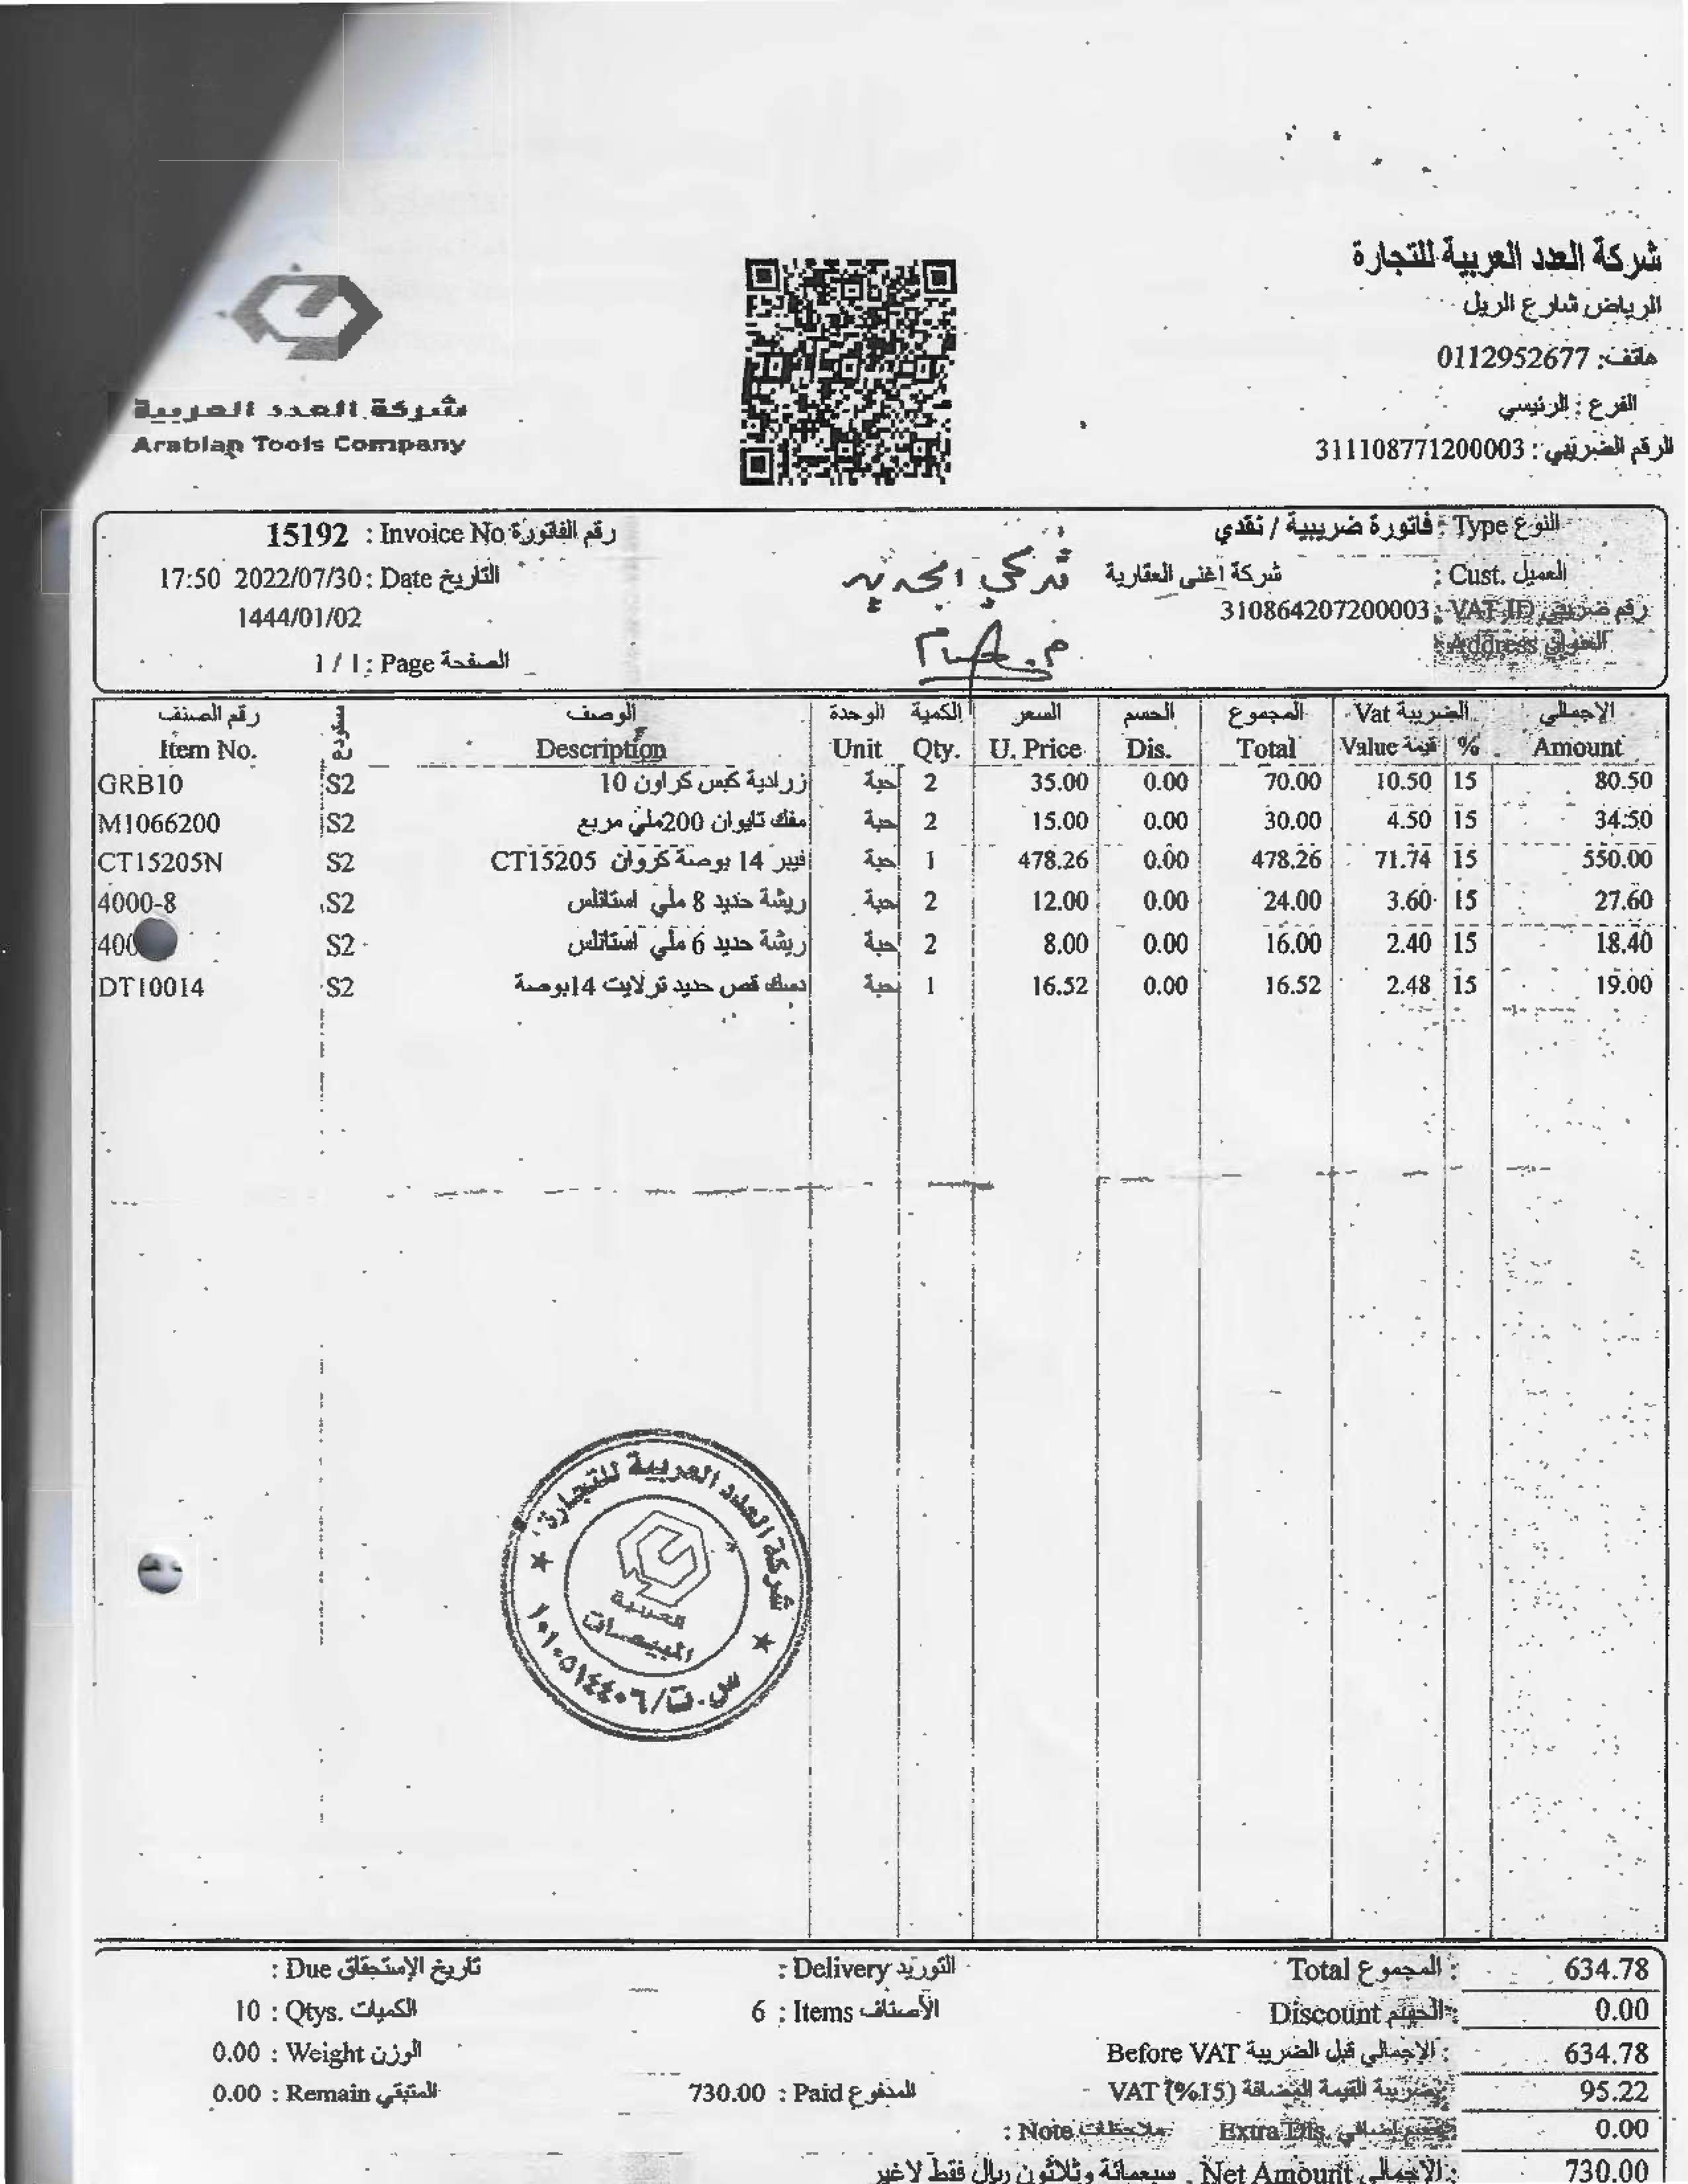 شركة العدد العربية للتجارة
الرياض شارع الريل
هاتف: 0112952677
الفرع : الرئيسي
الرقم الضريبي : 311108771200003
شركة العدد العربية
Arabian Tools Company
النوع Type : فاتورة ضريبية / نقدي
العميل Cust. : شركة اغنى العقارية
رقم ضريبي VAT ID : 310864207200003
العنوان Address :
تركي
رقم الفاتورة Invoice No : 15192
التاريخ Date : 2022/07/30 17:50
1444/01/02
الصفحة Page : 1 / 1
رقم الصنف مستودع الوصف الوحدة الكمية السعر الحسم المجموع الضريبة Vat الإجمالي
Item No. Description Unit Qty. U. Price Dis. Total Value قيمة % Amount
GRB10 S2 زرادية كبس كراون 10 حبة 2 35.00 0.00 70.00 10.50 15 80.50
M1066200 S2 مفك تايوان 200ملي مربع حبة 2 15.00 0.00 30.00 4.50 15 34.50
CT15205N S2 فيبر 14 بوصة كروان CT15205 حبة 1 478.26 0.00 478.26 71.74 15 550.00
4000-8 S2 ريشة حديد 8 ملي استانلس حبة 2 12.00 0.00 24.00 3.60 15 27.60
400 S2 ريشة حديد 6 ملي استانلس حبة 2 8.00 0.00 16.00 2.40 15 18.40
DT10014 S2 دسك قص حديد ترلايت 14بوصة حبة 1 16.52 0.00 16.52 2.48 15 19.00
شركة العدد العربية للتجارة
العربية
المبيعات
س.ت/١٠١٠٥١٤٤٠٦
المجموع Total : 634.78
الحسم Discount : 0.00
الإجمالي قبل الضريبة Before VAT : 634.78
ضريبة القيمة المضافة VAT (%15) 95.22
حسم إضافي Extra Dis. 0.00
الإجمالي Net Amount : 730.00
سبعمائة وثلاثون ريال فقط لاغير
التوريد Delivery :
الأصناف Items : 6
المدفوع Paid : 730.00
ملاحظات Note :
تاريخ الإستحقاق Due :
الكميات Qtys. : 10
الوزن Weight : 0.00
المتبقي Remain : 0.00